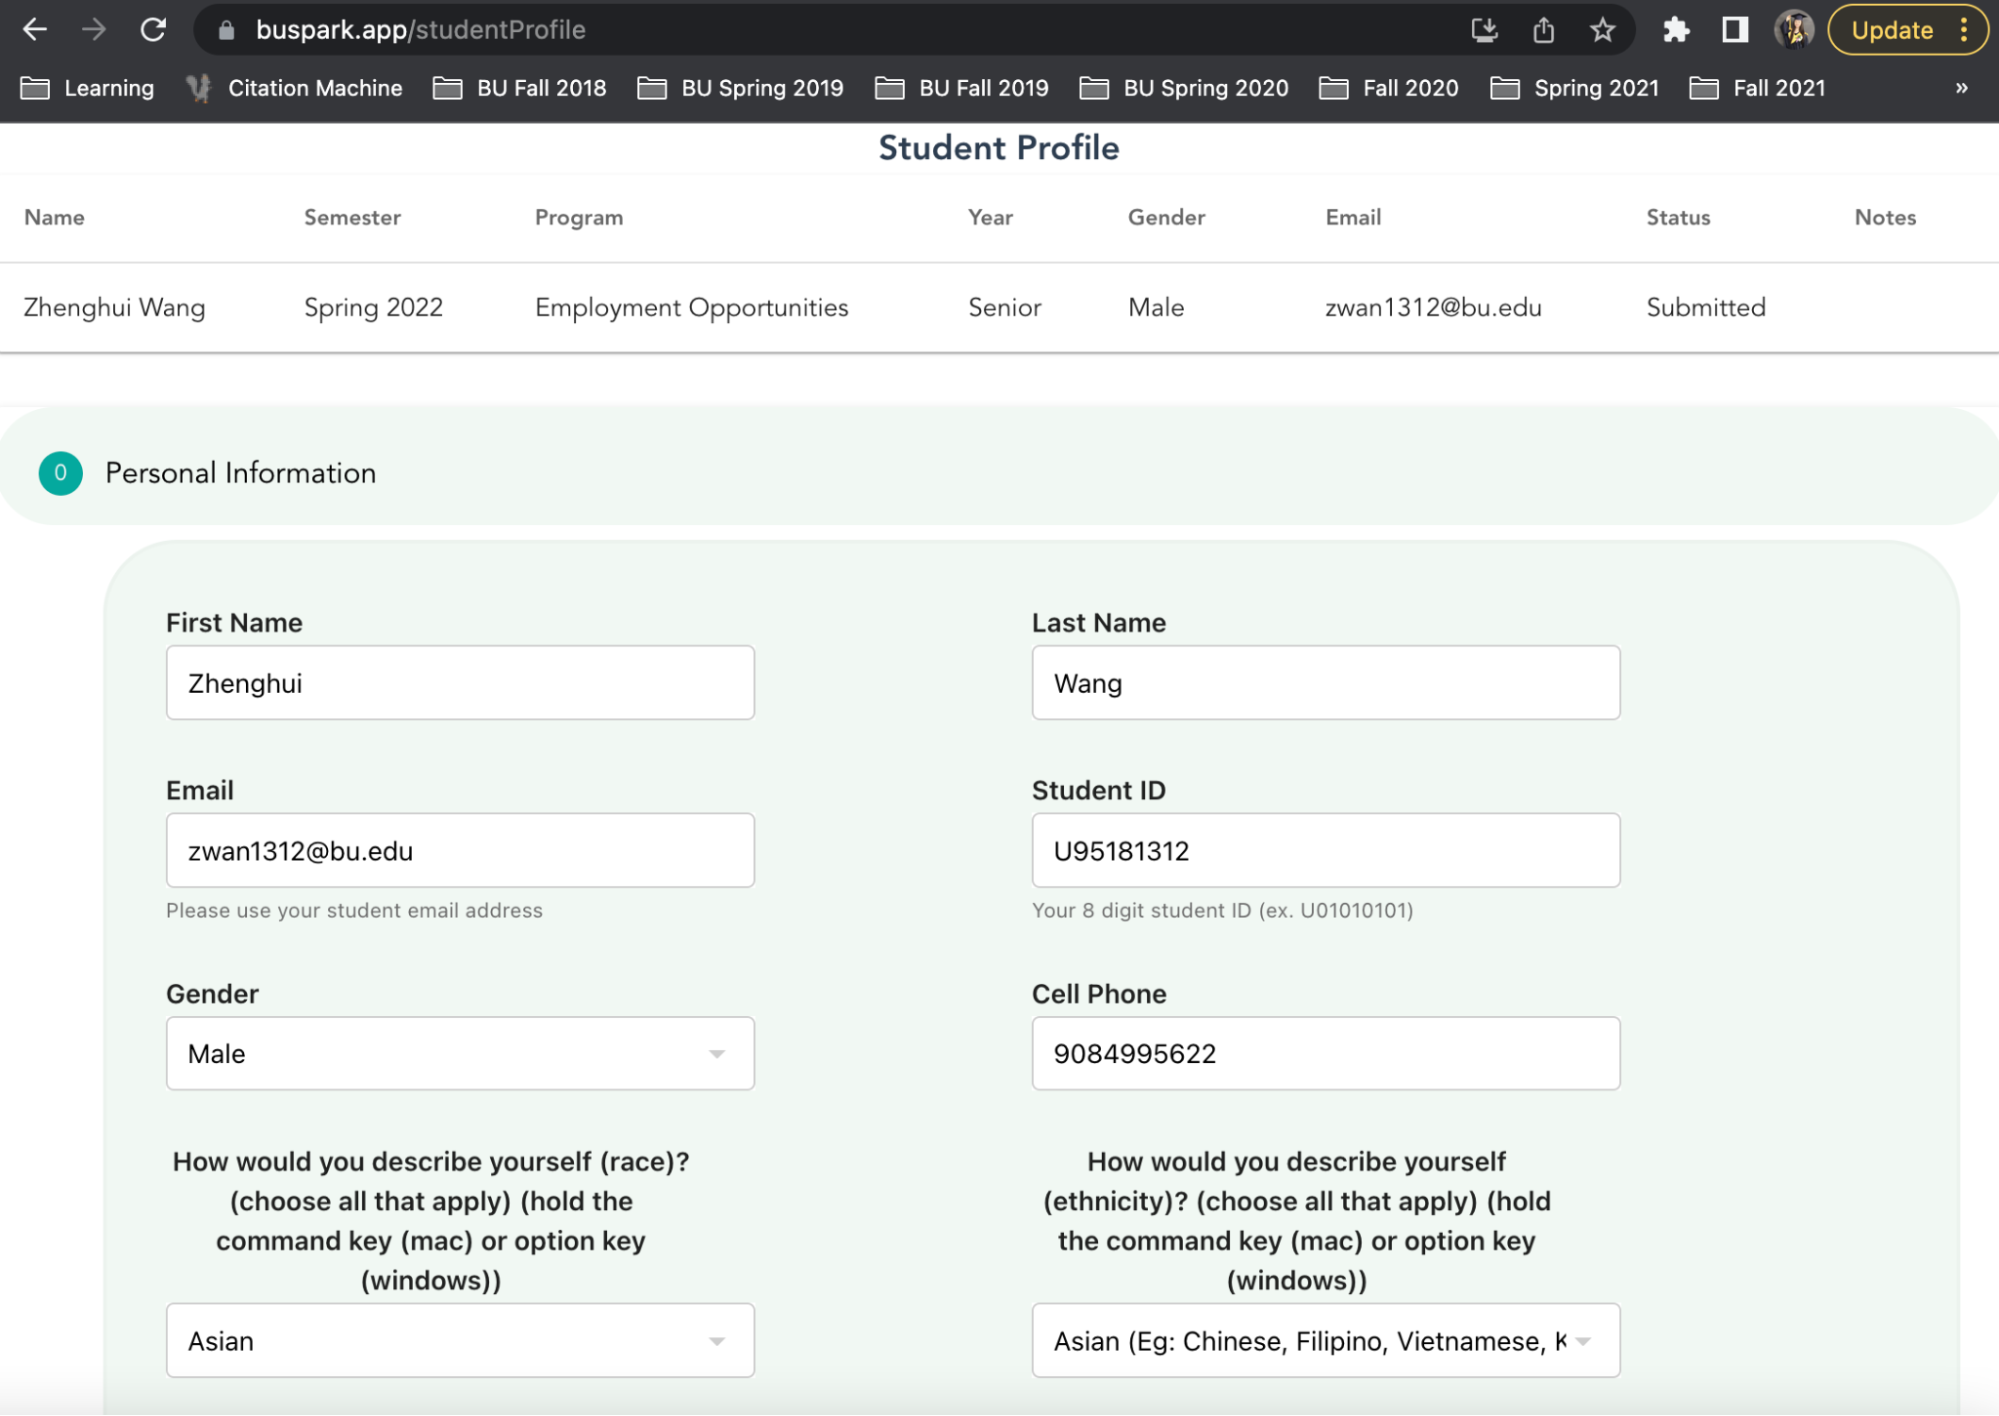 buspark.app/studentProfile
Update
Learning Citation Machine BU Fall 2018 BU Spring 2019 BU Fall 2019 BU Spring 2020 Fall 2020 Spring 2021 Fall 2021 »
Student Profile
Name Semester Program Year Gender Email Status Notes
Zhenghui Wang Spring 2022 Employment Opportunities Senior Male zwan1312@bu.edu Submitted
0 Personal Information
First Name Last Name
Zhenghui Wang
Email Student ID
zwan1312@bu.edu U95181312
Please use your student email address Your 8 digit student ID (ex. U01010101)
Gender Cell Phone
Male 9084995622
How would you describe yourself (race)?
(choose all that apply) (hold the
command key (mac) or option key
(windows))
How would you describe yourself
(ethnicity)? (choose all that apply) (hold
the command key (mac) or option key
(windows))
Asian Asian (Eg: Chinese, Filipino, Vietnamese, K